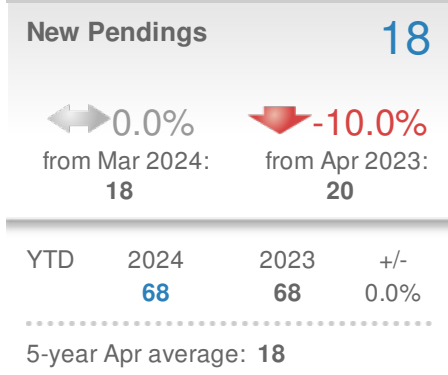 New Pendings 18
0.0% -10.0%
from Mar 2024: from Apr 2023:
18 20
YTD 2024 2023 +/-
68 68 0.0%
5-year Apr average: 18